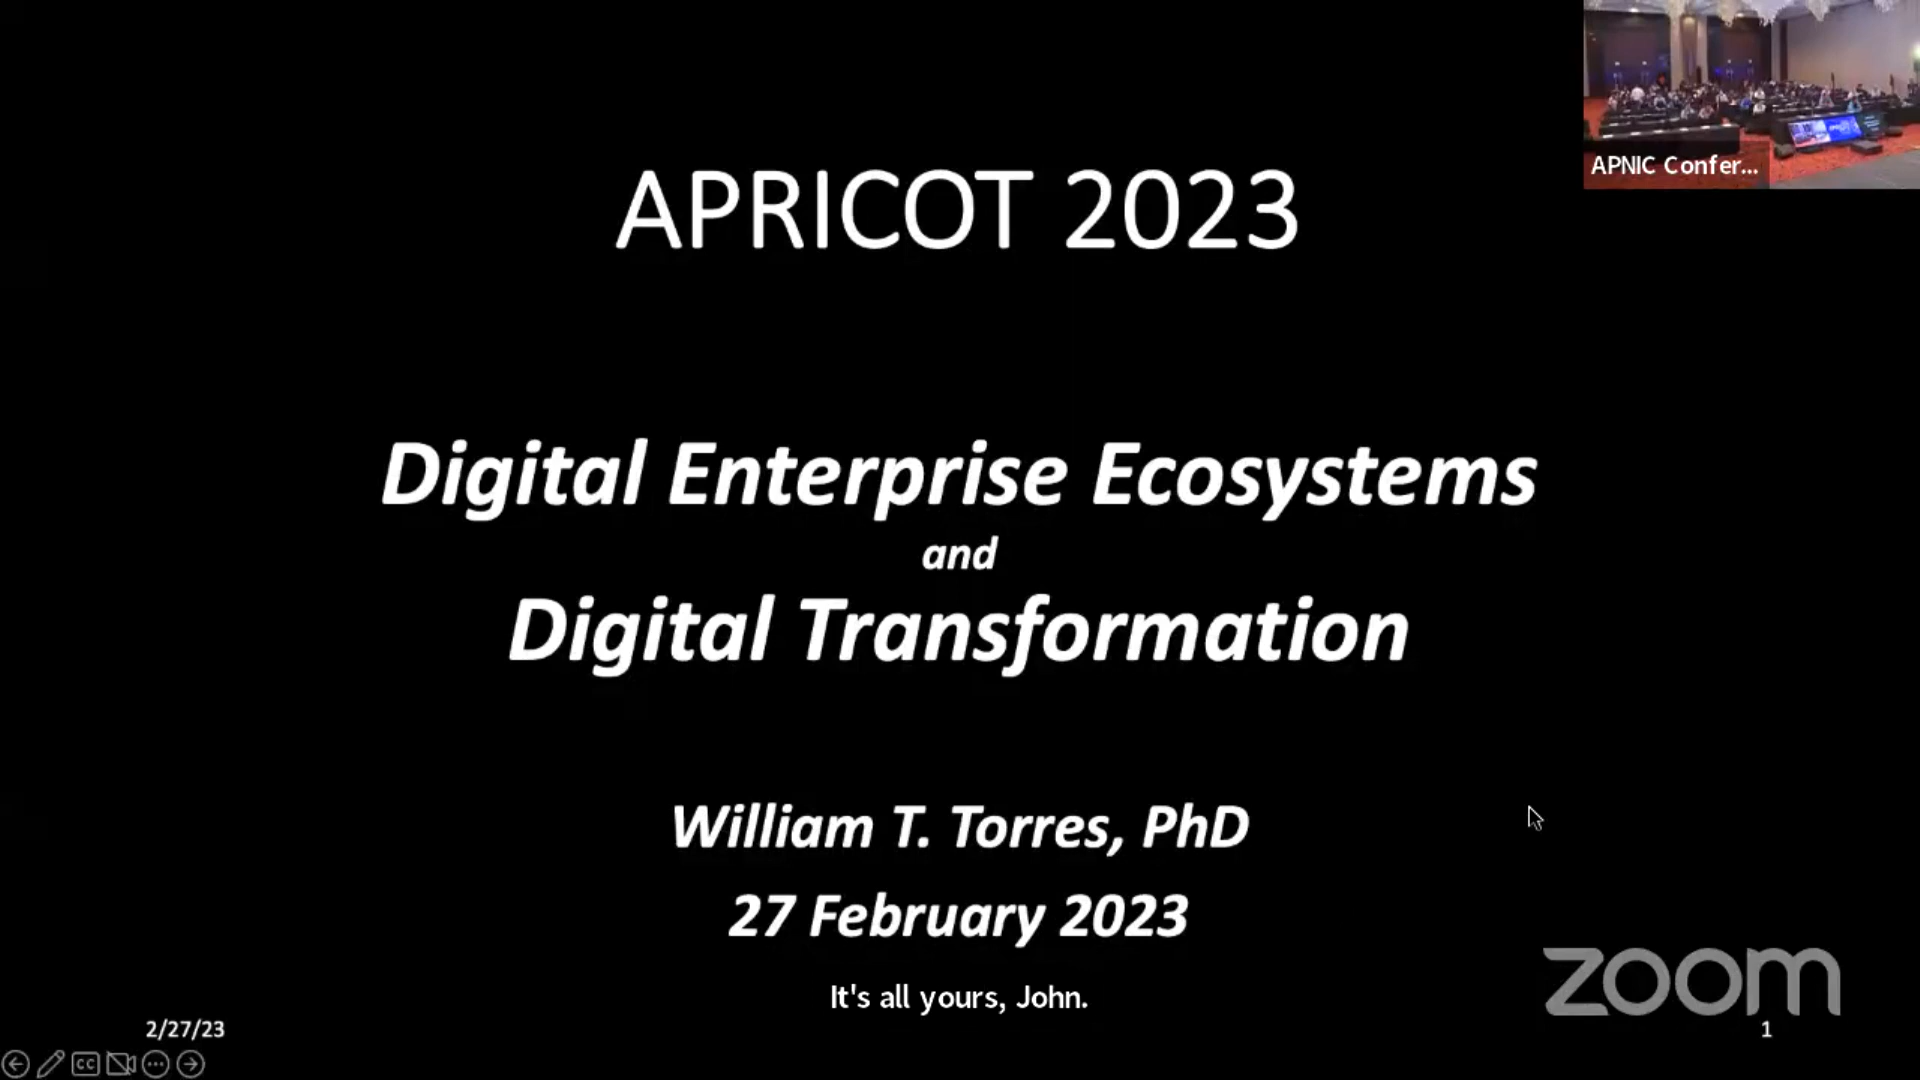 APNIC Confer...
APRICOT 2023
Digital Enterprise Ecosystems
and
Digital Transformation
William T. Torres, PhD
27 February 2023
It's all yours, John.
zoom
2/27/23
1
CC